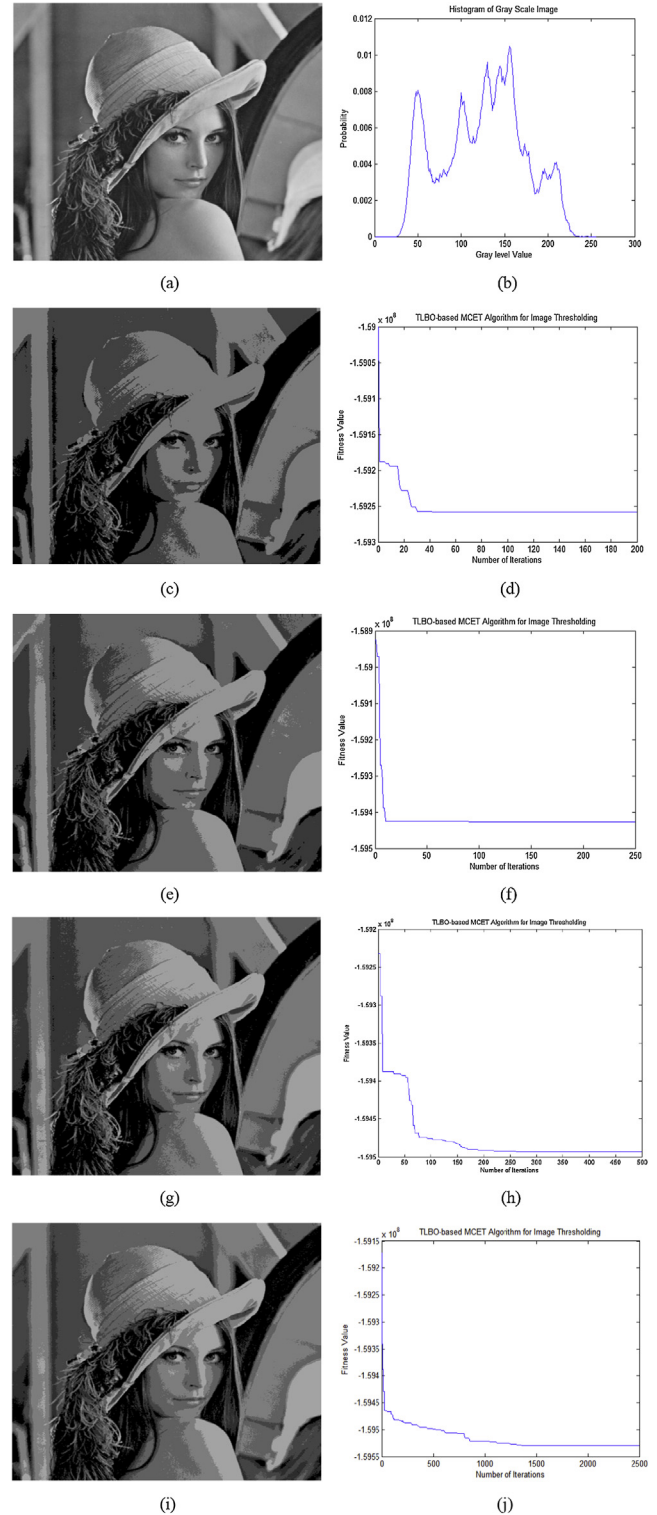 Histogram of Gray Scale Image
0.012
0.01
0.008
0.006
0.004
0.002
0
Probability
0 50 100 150 200 250 300
Gray level Value
(a) (b)
TLBO-based MCET Algorithm for Image Thresholding
x 10^8
-1.59
-1.5905
-1.591
-1.5915
-1.592
-1.5925
-1.593
Fitness Value
0 20 40 60 80 100 120 140 160 180 200
Number of Iterctions
(c) (d)
TLBO-based MCET Algorithm for Image Thresholding
x 10^8
-1.589
-1.59
-1.591
-1.592
-1.593
-1.594
-1.595
Fitness Value
0 50 100 150 200 250
Number of Iterations
(e) (f)
TLBO-based MCET Algorithm for Image Thresholding
x 10^8
-1.592
-1.5925
-1.593
-1.5935
-1.594
-1.5945
-1.595
Fitness Value
0 50 100 150 200 250 300 350 400 450 500
Number of Iterations
(g) (h)
TLBO-based MCET Algorithm for Image Thresholding
x 10^8
-1.5915
-1.592
-1.5925
-1.593
-1.5935
-1.594
-1.5945
-1.595
-1.5955
Fitness Value
0 500 1000 1500 2000 2500
Number of Iterations
(i) (j)